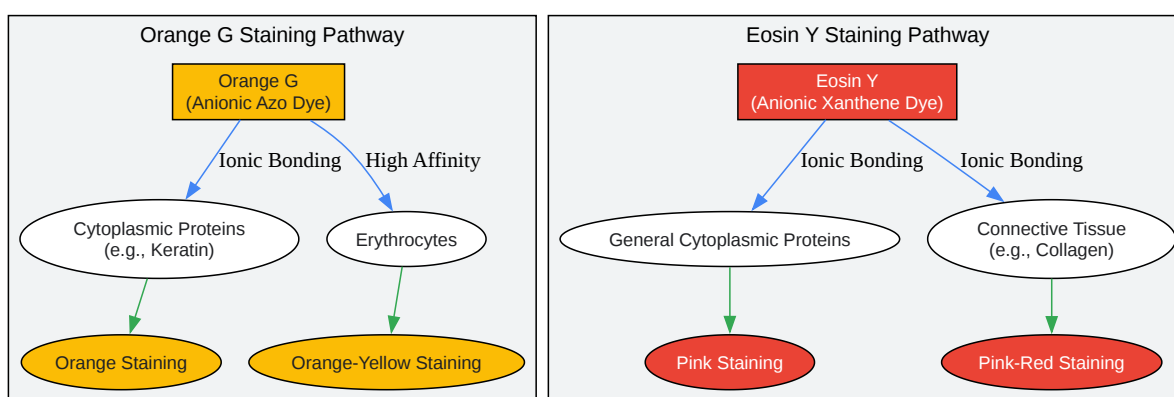 Orange G Staining Pathway
Orange G
(Anionic Azo Dye)
Ionic Bonding
High Affinity
Cytoplasmic Proteins
(e.g., Keratin)
Erythrocytes
Orange Staining
Orange-Yellow Staining
Eosin Y Staining Pathway
Eosin Y
(Anionic Xanthene Dye)
Ionic Bonding
Ionic Bonding
General Cytoplasmic Proteins
Connective Tissue
(e.g., Collagen)
Pink Staining
Pink-Red Staining